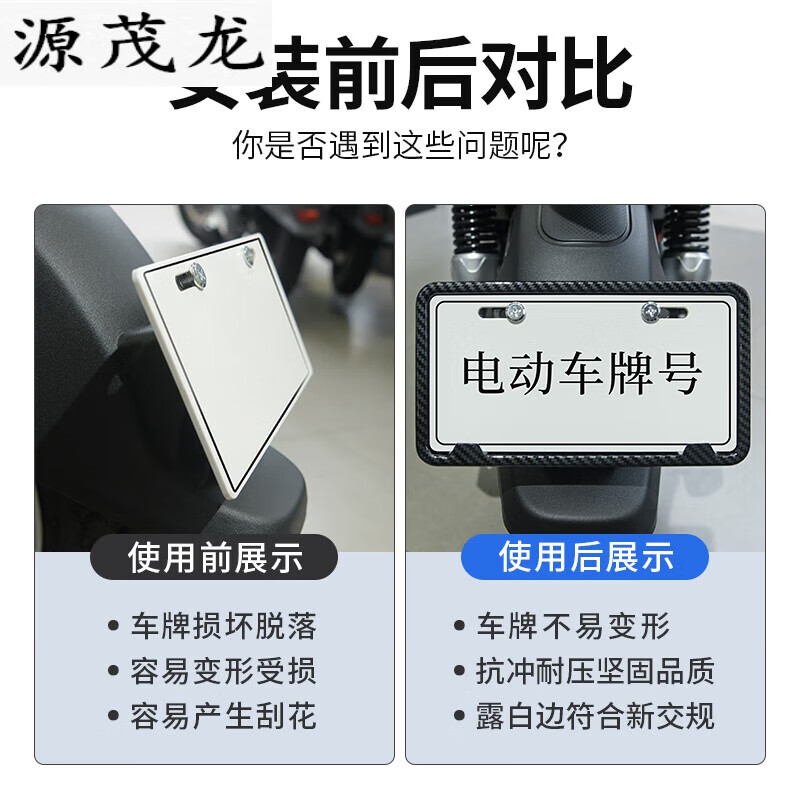 源茂龙
安装前后对比
你是否遇到这些问题呢？
电动车牌号
使用前展示
使用后展示
车牌损坏脱落
容易变形受损
容易产生刮花
车牌不易变形
抗冲耐压坚固品质
露白边符合新交规